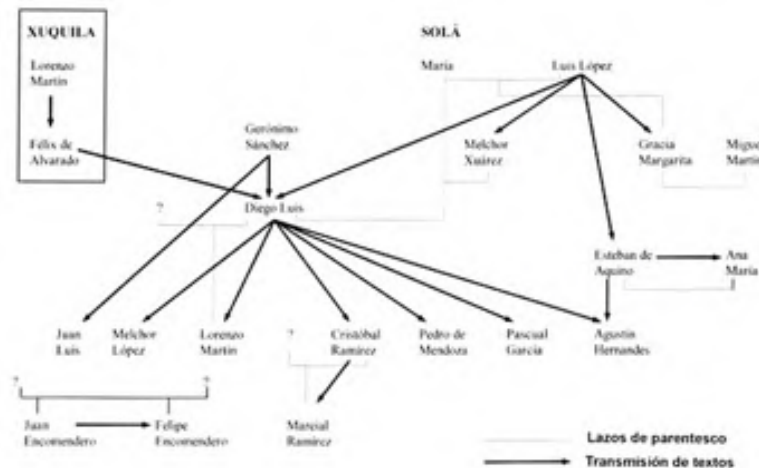 XUQUILA
SOLÁ
Lorenzo
Martín
María
Luis López
Félix de
Alvarado
Gerónimo
Sánchez
Melchor
Xuárez
Gracia
Margarita
Miguel
Martín
?
Diego Luis
Esteban de
Aquino
Ana
María
Juan
Luis
Melchor
López
Lorenzo
Martín
?
Cristóbal
Ramírez
Pedro de
Mendoza
Pascual
García
Agustín
Hernandes
?
?
Juan
Encomendero
Felipe
Encomendero
Marcial
Ramírez
Lazos de parentesco
Transmisión de textos